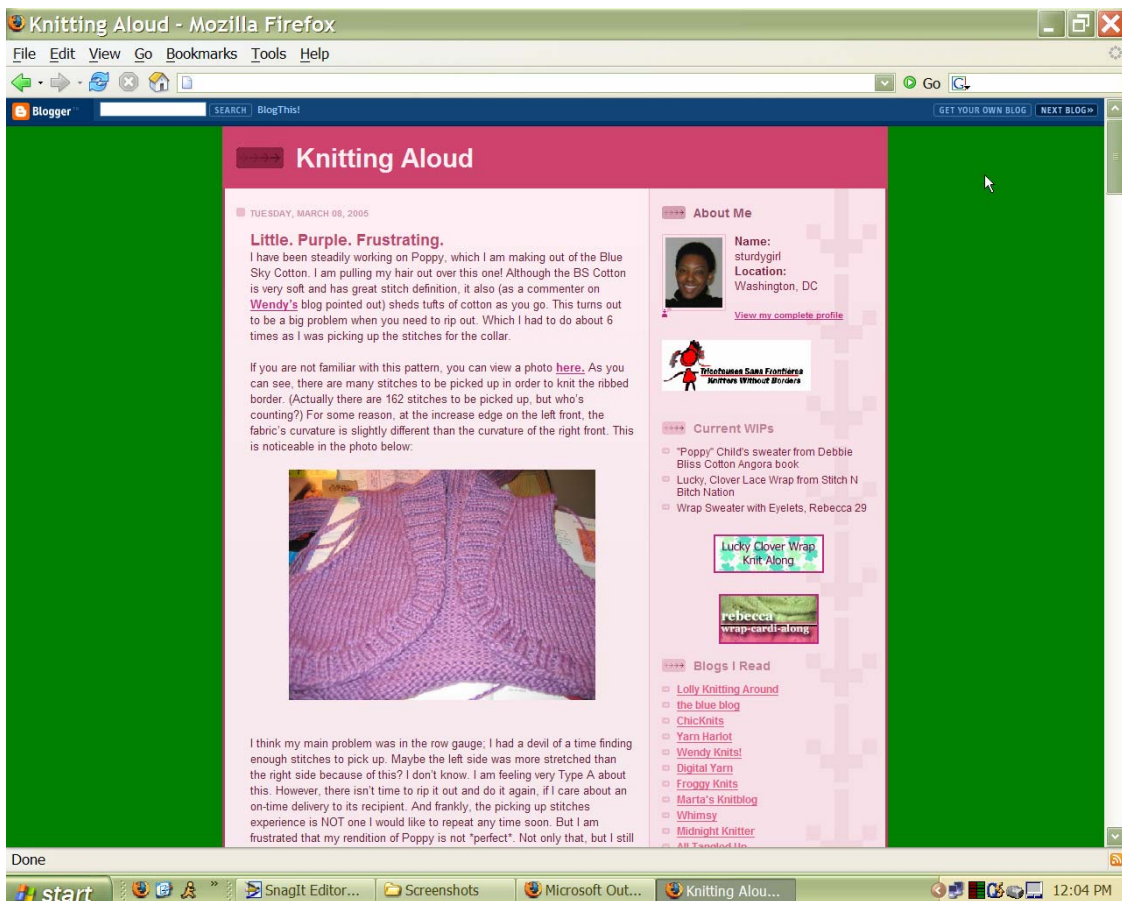 Knitting Aloud - Mozilla Firefox
File Edit View Go Bookmarks Tools Help
Go
Blogger
SEARCH
BlogThis!
GET YOUR OWN BLOG
NEXT BLOG»
Knitting Aloud
TUESDAY, MARCH 08, 2005
Little. Purple. Frustrating.
I have been steadily working on Poppy, which I am making out of the Blue
Sky Cotton. I am pulling my hair out over this one! Although the BS Cotton
is very soft and has great stitch definition, it also (as a commenter on
Wendy's blog pointed out) sheds tufts of cotton as you go. This turns out
to be a big problem when you need to rip out. Which I had to do about 6
times as I was picking up the stitches for the collar.
If you are not familiar with this pattern, you can view a photo here. As you
can see, there are many stitches to be picked up in order to knit the ribbed
border. (Actually there are 162 stitches to be picked up, but who's
counting?) For some reason, at the increase edge on the left front, the
fabric's curvature is slightly different than the curvature of the right front. This
is noticeable in the photo below:
I think my main problem was in the row gauge; I had a devil of a time finding
enough stitches to pick up. Maybe the left side was more stretched than
the right side because of this? I don't know. I am feeling very Type A about
this. However, there isn't time to rip it out and do it again, if I care about an
on-time delivery to its recipient. And frankly, the picking up stitches
experience is NOT one I would like to repeat any time soon. But I am
frustrated that my rendition of Poppy is not *perfect*. Not only that, but I still
About Me
Name:
sturdygirl
Location:
Washington, DC
View my complete profile
Tricoteuses Sans Frontières
Knitters Without Borders
Current WIPs
"Poppy" Child's sweater from Debbie
Bliss Cotton Angora book
Lucky, Clover Lace Wrap from Stitch N
Bitch Nation
Wrap Sweater with Eyelets, Rebecca 29
Lucky Clover Wrap
Knit Along
rebecca
wrap-cardi-along
Blogs I Read
Lolly Knitting Around
the blue blog
ChicKnits
Yarn Harlot
Wendy Knits!
Digital Yarn
Froggy Knits
Marta's Knitblog
Whimsy
Midnight Knitter
All Tangled Up
Done
start
SnagIt Editor...
Screenshots
Microsoft Out...
Knitting Alou...
12:04 PM